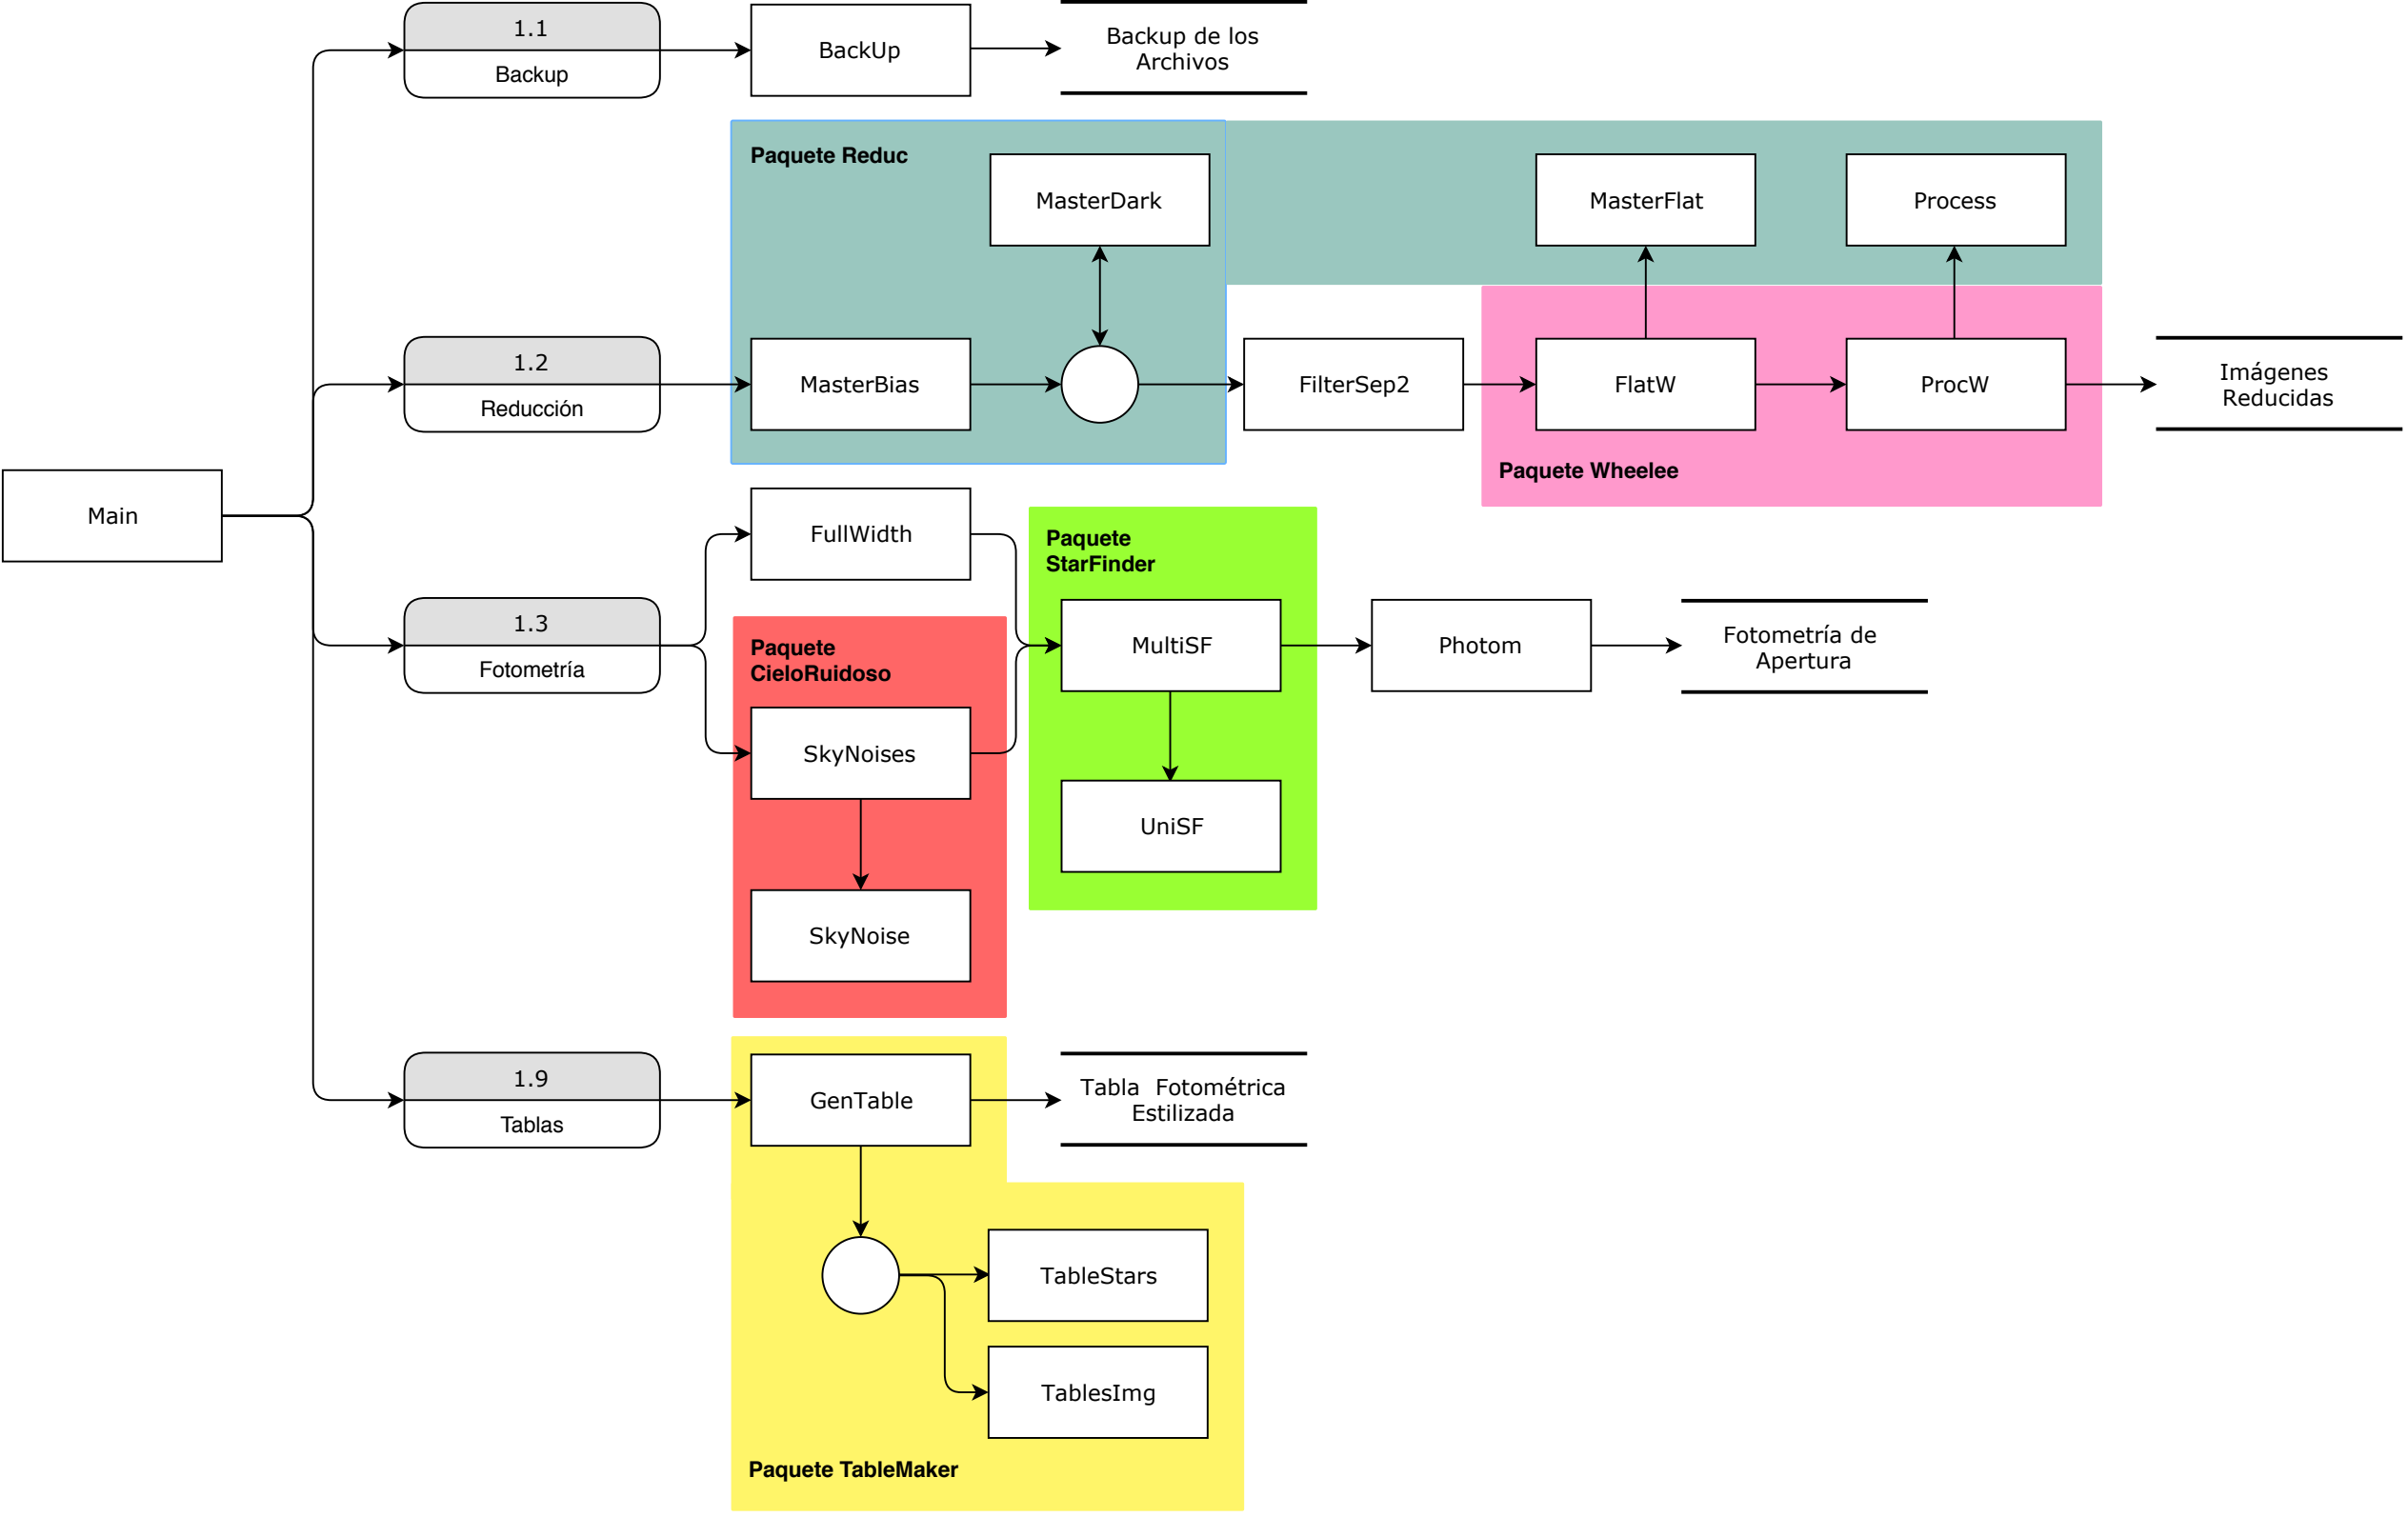 1.1
Backup
BackUp
Backup de los
Archivos
Paquete Reduc
MasterDark
MasterFlat
Process
1.2
Reducción
MasterBias
FilterSep2
FlatW
ProcW
Imágenes
Reducidas
Paquete Wheelee
Main
FullWidth
Paquete
StarFinder
1.3
Fotometría
Paquete
CieloRuidoso
MultiSF
Photom
Fotometría de
Apertura
SkyNoises
UniSF
SkyNoise
1.9
Tablas
GenTable
Tabla Fotométrica
Estilizada
TableStars
TablesImg
Paquete TableMaker